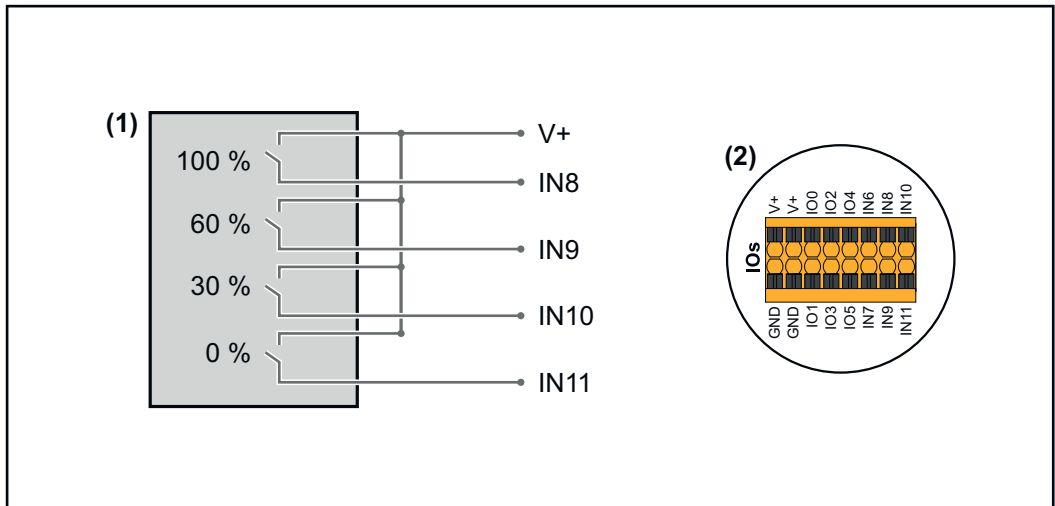 (1)
100 %
60 %
30 %
0 %
V+
IN8
IN9
IN10
IN11
(2)
IOs
V+
V+
IO0
IO2
IO4
IN6
IN8
IN10
GND
GND
IO1
IO3
IO5
IN7
IN9
IN11